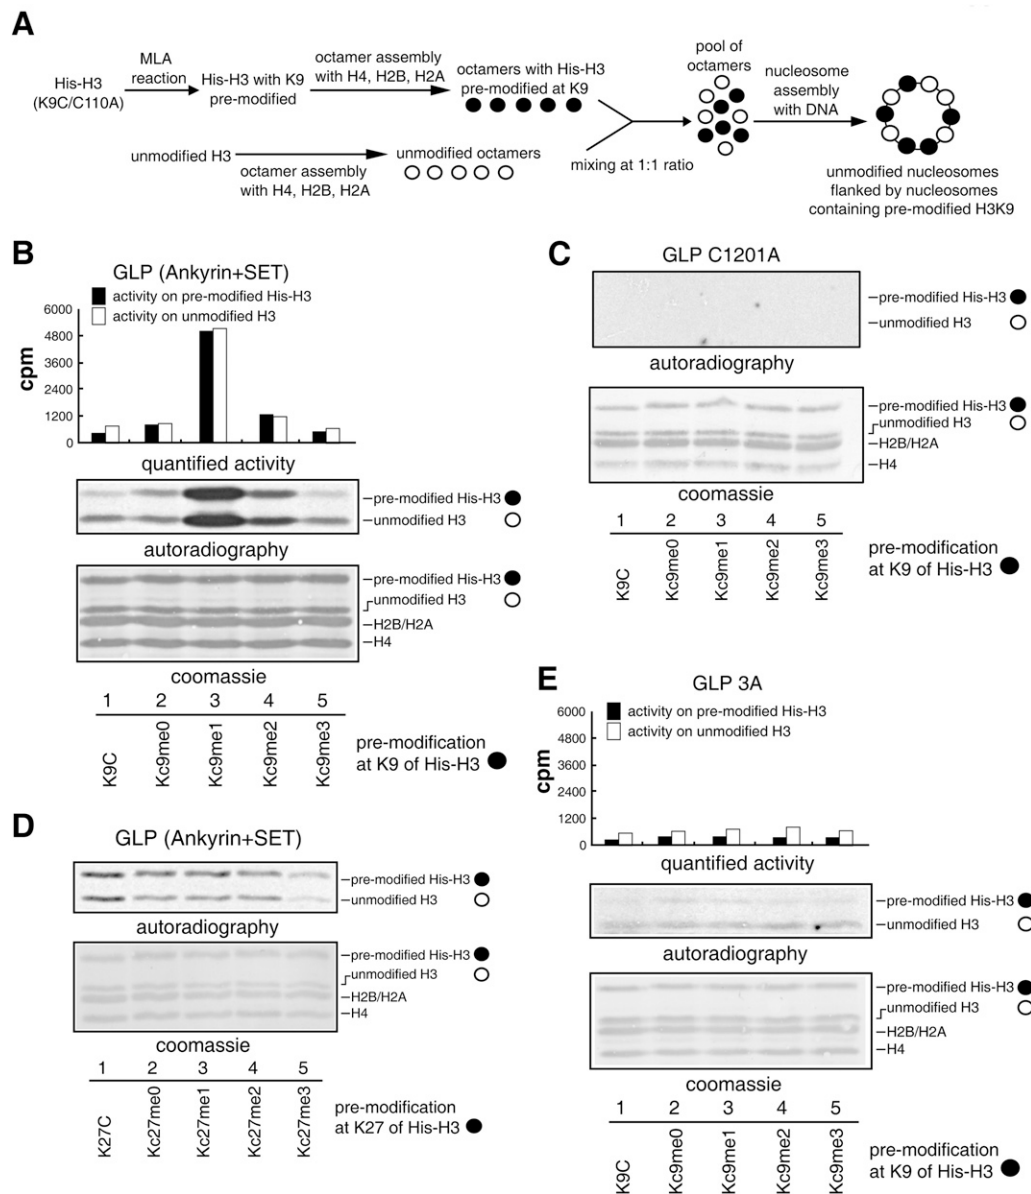 A
His-H3
(K9C/C110A)
MLA
reaction
His-H3 with K9
pre-modified
octamer assembly
with H4, H2B, H2A
octamers with His-H3
pre-modified at K9
unmodified H3
octamer assembly
with H4, H2B, H2A
unmodified octamers
mixing at 1:1 ratio
pool of
octamers
nucleosome
assembly
with DNA
unmodified nucleosomes
flanked by nucleosomes
containing pre-modified H3K9
B
GLP (Ankyrin+SET)
activity on pre-modified His-H3
activity on unmodified H3
cpm
6000
4800
3600
2400
1200
0
quantified activity
pre-modified His-H3
unmodified H3
autoradiography
pre-modified His-H3
unmodified H3
H2B/H2A
H4
coomassie
1 2 3 4 5
K9C Kc9me0 Kc9me1 Kc9me2 Kc9me3
pre-modification
at K9 of His-H3
C
GLP C1201A
pre-modified His-H3
unmodified H3
autoradiography
pre-modified His-H3
unmodified H3
H2B/H2A
H4
coomassie
1 2 3 4 5
K9C Kc9me0 Kc9me1 Kc9me2 Kc9me3
pre-modification
at K9 of His-H3
D
GLP (Ankyrin+SET)
pre-modified His-H3
unmodified H3
autoradiography
pre-modified His-H3
unmodified H3
H2B/H2A
H4
coomassie
1 2 3 4 5
K27C Kc27me0 Kc27me1 Kc27me2 Kc27me3
pre-modification
at K27 of His-H3
E
GLP 3A
activity on pre-modified His-H3
activity on unmodified H3
cpm
6000
4800
3600
2400
1200
0
quantified activity
pre-modified His-H3
unmodified H3
autoradiography
pre-modified His-H3
unmodified H3
H2B/H2A
H4
coomassie
1 2 3 4 5
K9C Kc9me0 Kc9me1 Kc9me2 Kc9me3
pre-modification
at K9 of His-H3